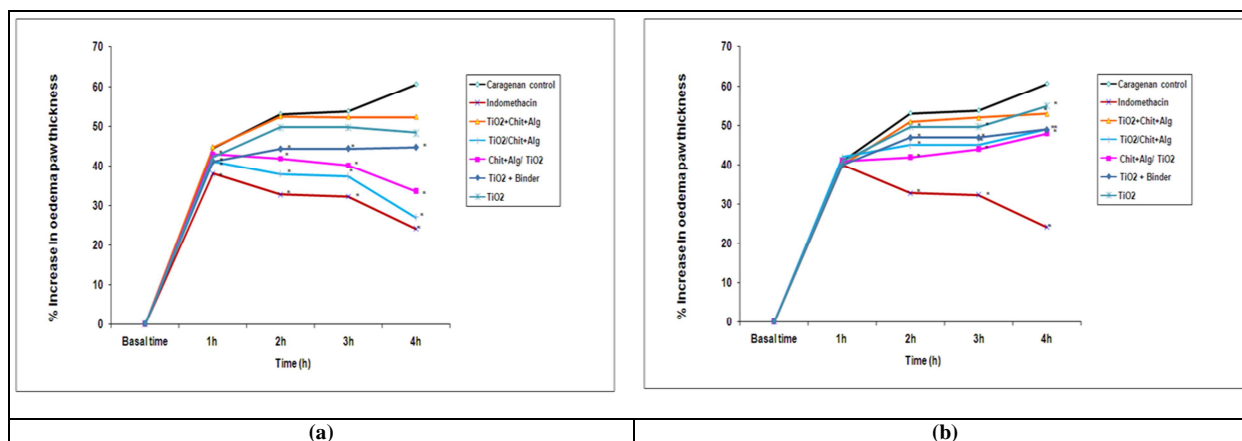 % Increase in oedema paw thickness
70
60
50
40
30
20
10
0
Basal time 1h 2h 3h 4h
Time (h)
Caragenan control
Indomethacin
TiO2+Chit+Alg
TiO2/Chit+Alg
Chit+Alg/ TiO2
TiO2 + Binder
TiO2
(a)
% Increase in oedema paw thickness
70
60
50
40
30
20
10
0
Basal time 1h 2h 3h 4h
Time (h)
Caragenan control
Indomethacin
TiO2+Chit+Alg
TiO2/Chit+Alg
Chit+Alg/ TiO2
TiO2 + Binder
TiO2
(b)